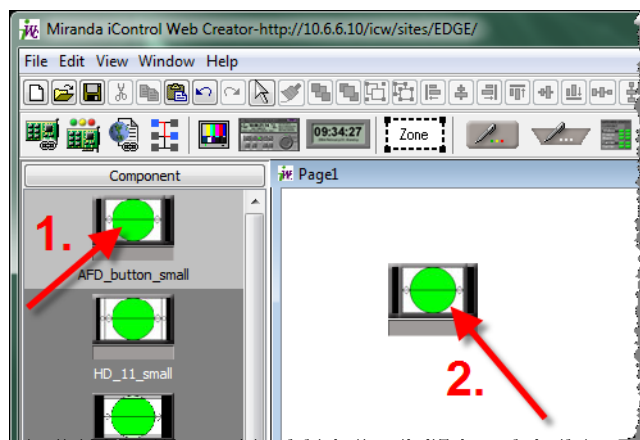 Miranda iControl Web Creator-http://10.6.6.10/icw/sites/EDGE/
File Edit View Window Help
09:34:27
Zone
Component
Page1
1.
AFD_button_small
HD_11_small
2.